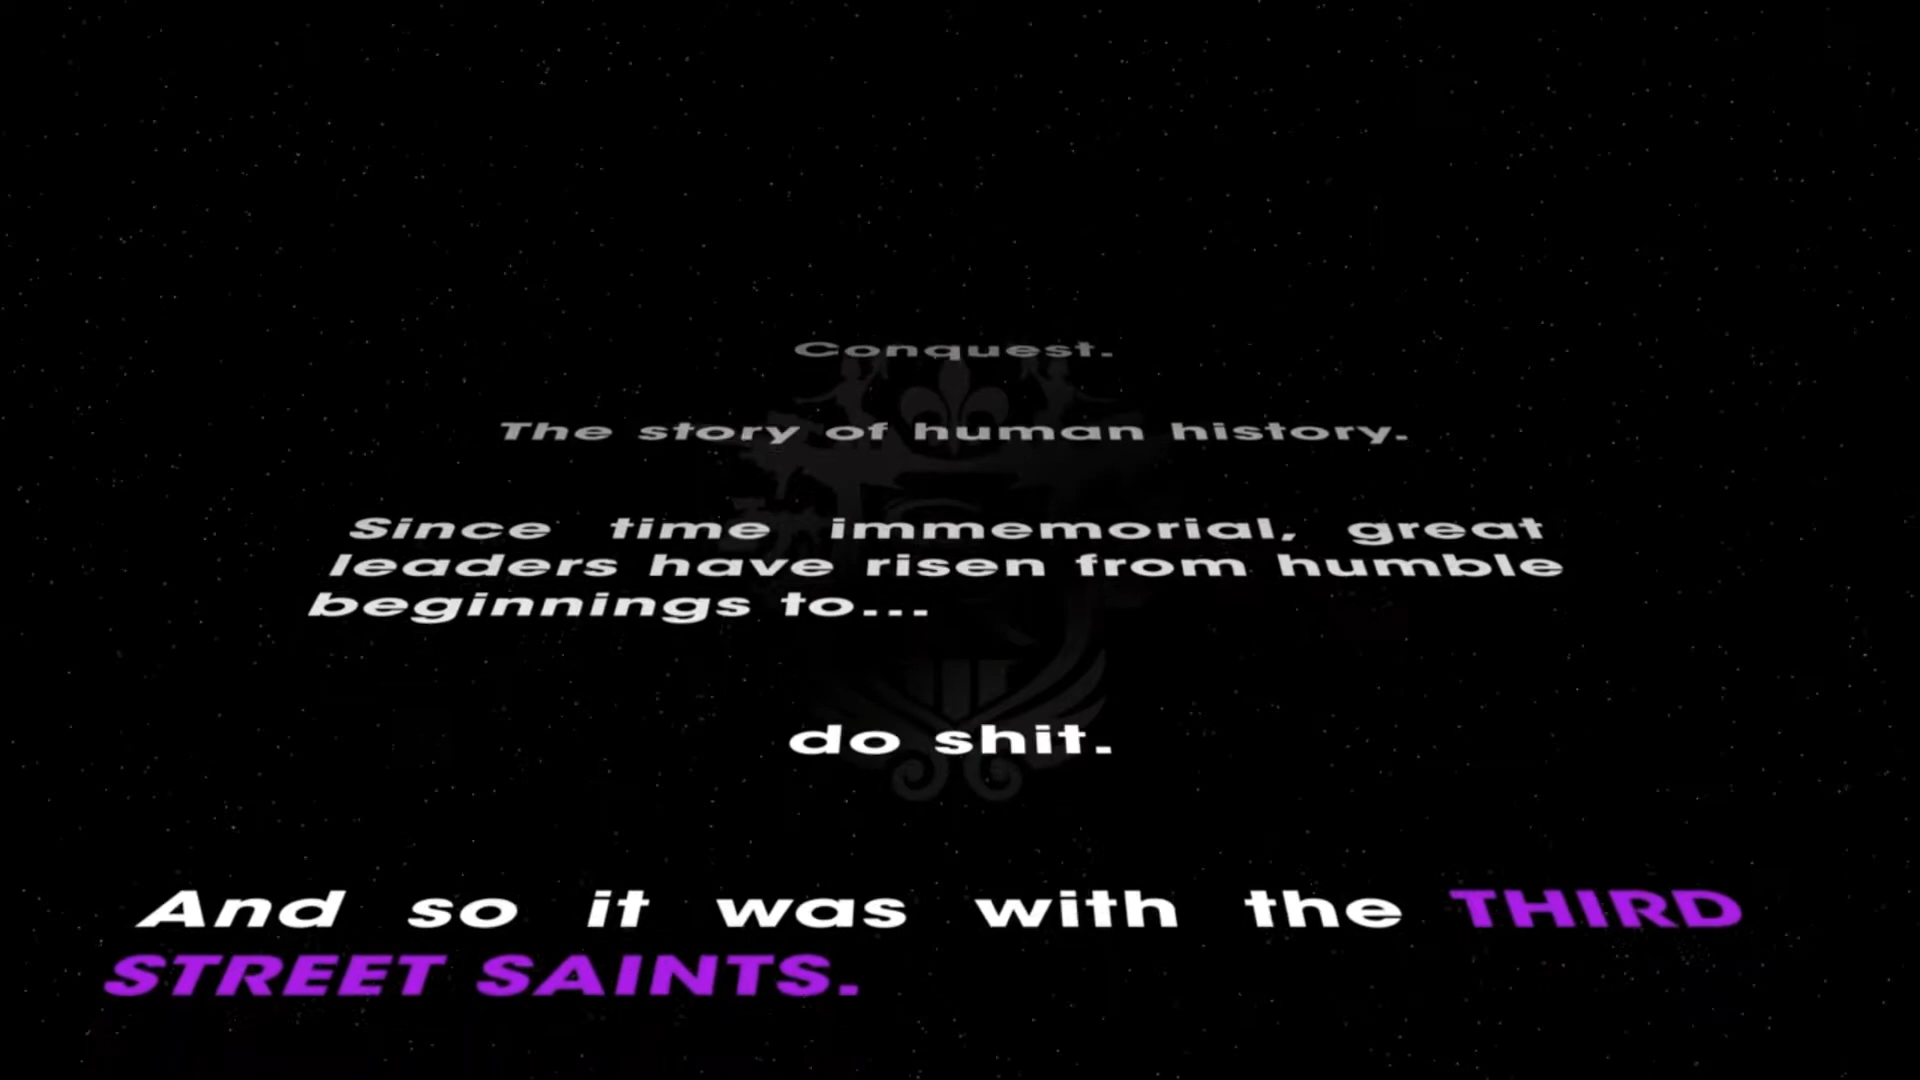 Conquest.
The story of human history.
Since time immemorial, great
leaders have risen from humble
beginnings to...
do shit.
And so it was with the THIRD
STREET SAINTS.